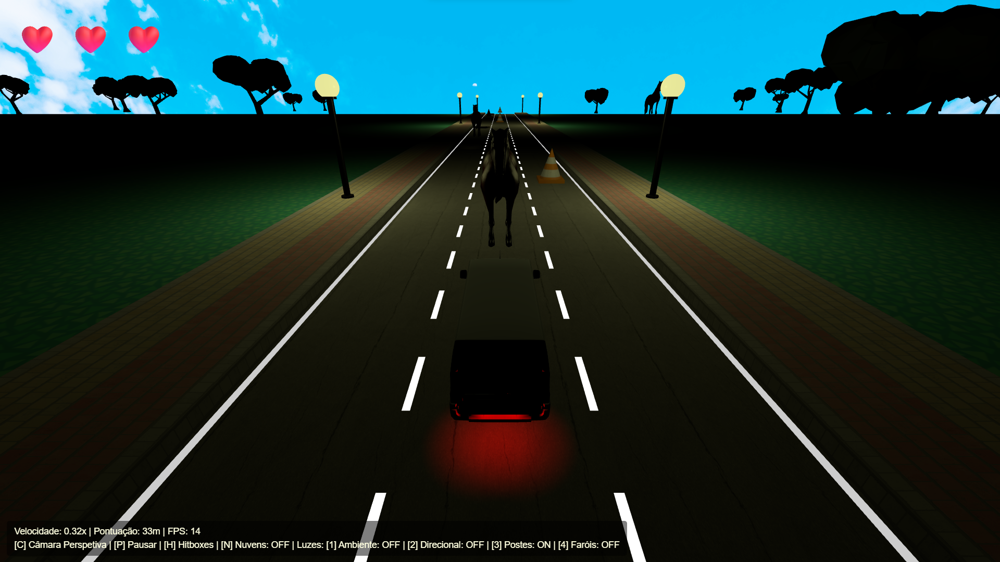 Velocidade: 0.32x | Pontuação: 33m | FPS: 14
[C] Câmara Perspetiva | [P] Pausar | [H] Hitboxes | [N] Nuvens: OFF | Luzes: [1] Ambiente: OFF | [2] Direcional: OFF | [3] Postes: ON | [4] Faróis: OFF